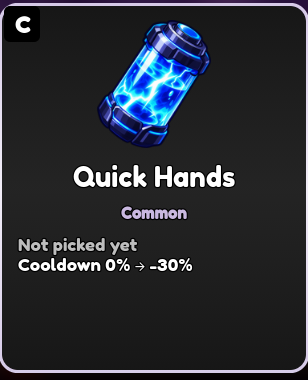 C
Quick Hands
Common
Not picked yet
Cooldown 0% → -30%